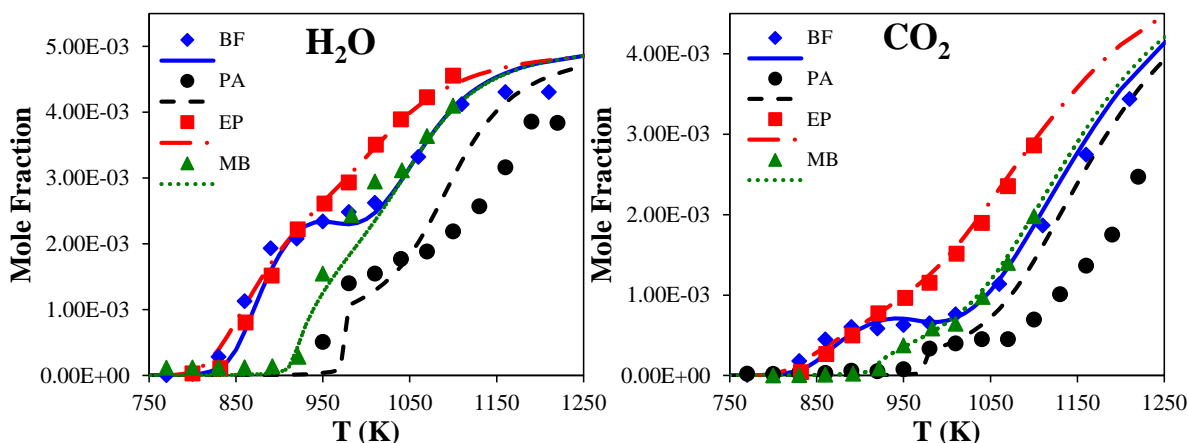 H₂O
5.00E-03
4.00E-03
3.00E-03
2.00E-03
1.00E-03
0.00E+00
Mole Fraction
BF
PA
EP
MB
750 850 950 1050 1150 1250
T (K)
CO₂
4.00E-03
3.00E-03
2.00E-03
1.00E-03
0.00E+00
Mole Fraction
BF
PA
EP
MB
750 850 950 1050 1150 1250
T (K)